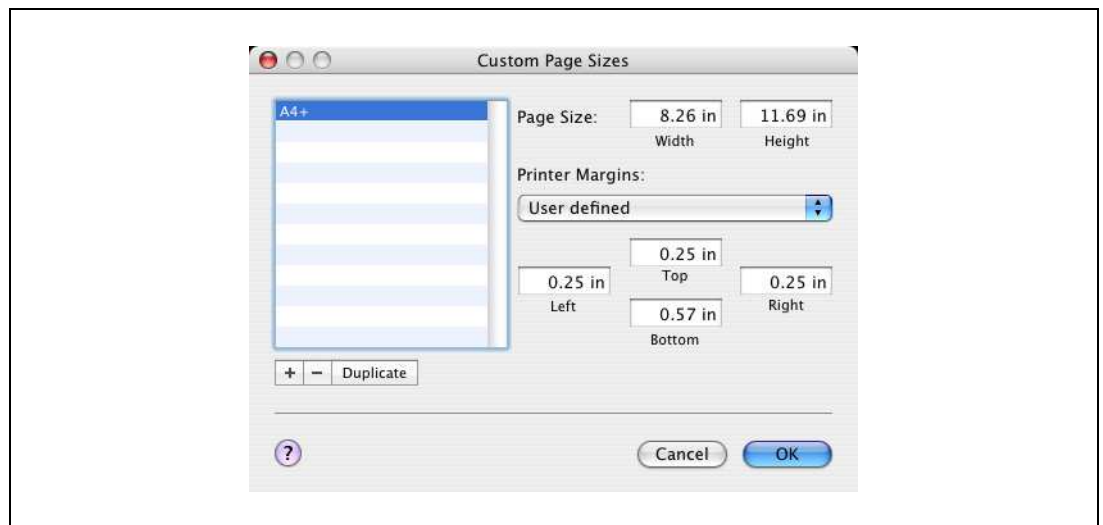 Custom Page Sizes
A4+
Page Size:
8.26 in
11.69 in
Width
Height
Printer Margins:
User defined
0.25 in
Top
0.25 in
Left
0.25 in
Right
0.57 in
Bottom
+ − Duplicate
?
Cancel
OK